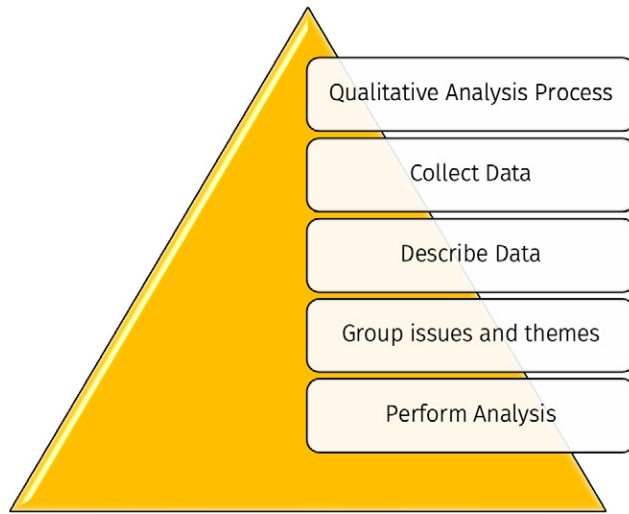 Qualitative Analysis Process
Collect Data
Describe Data
Group issues and themes
Perform Analysis